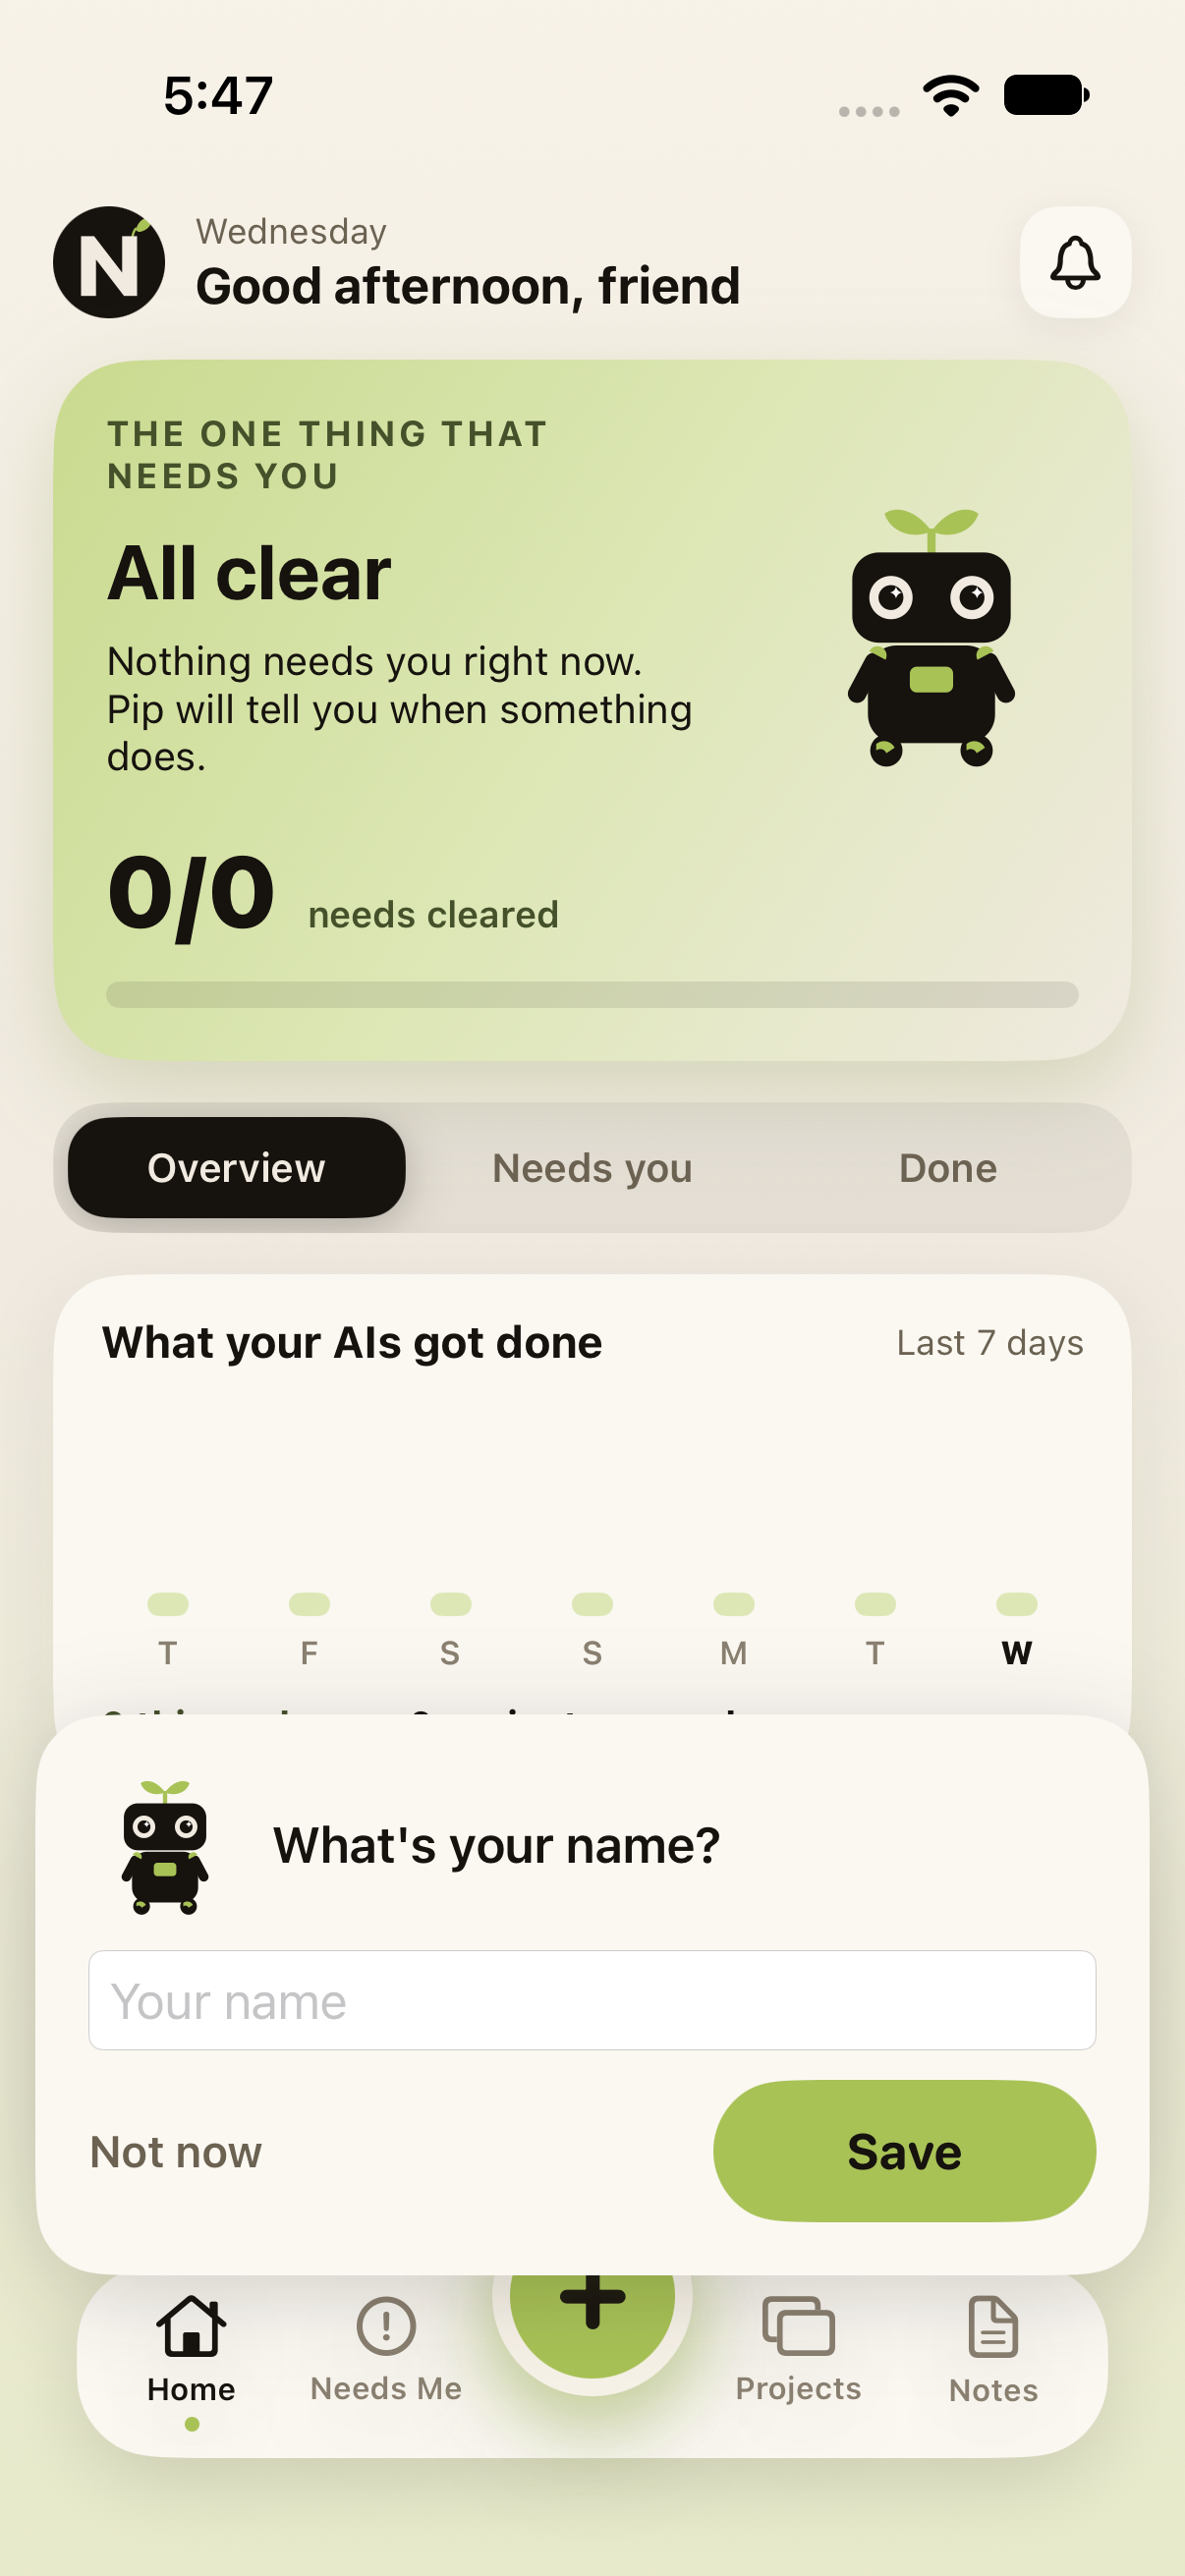 5:47
N
Wednesday
Good afternoon, friend
THE ONE THING THAT
NEEDS YOU
All clear
Nothing needs you right now.
Pip will tell you when something
does.
0/0 needs cleared
Overview Needs you Done
What your AIs got done Last 7 days
T F S S M T W
What's your name?
Your name
Not now Save
Home Needs Me Projects Notes